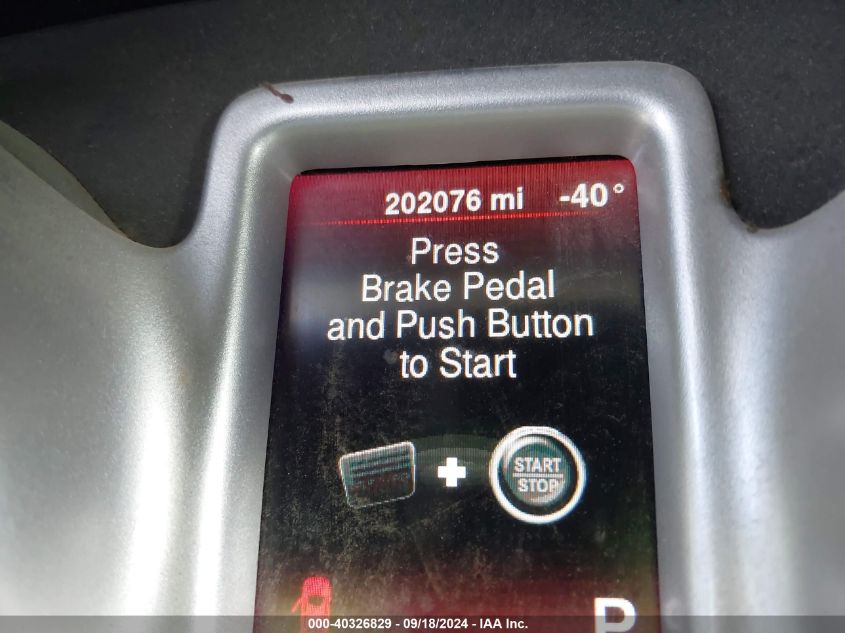 202076 mi -40°
Press
Brake Pedal
and Push Button
to Start
START
STOP
P
000-40326829 - 09/18/2024 - IAA Inc.